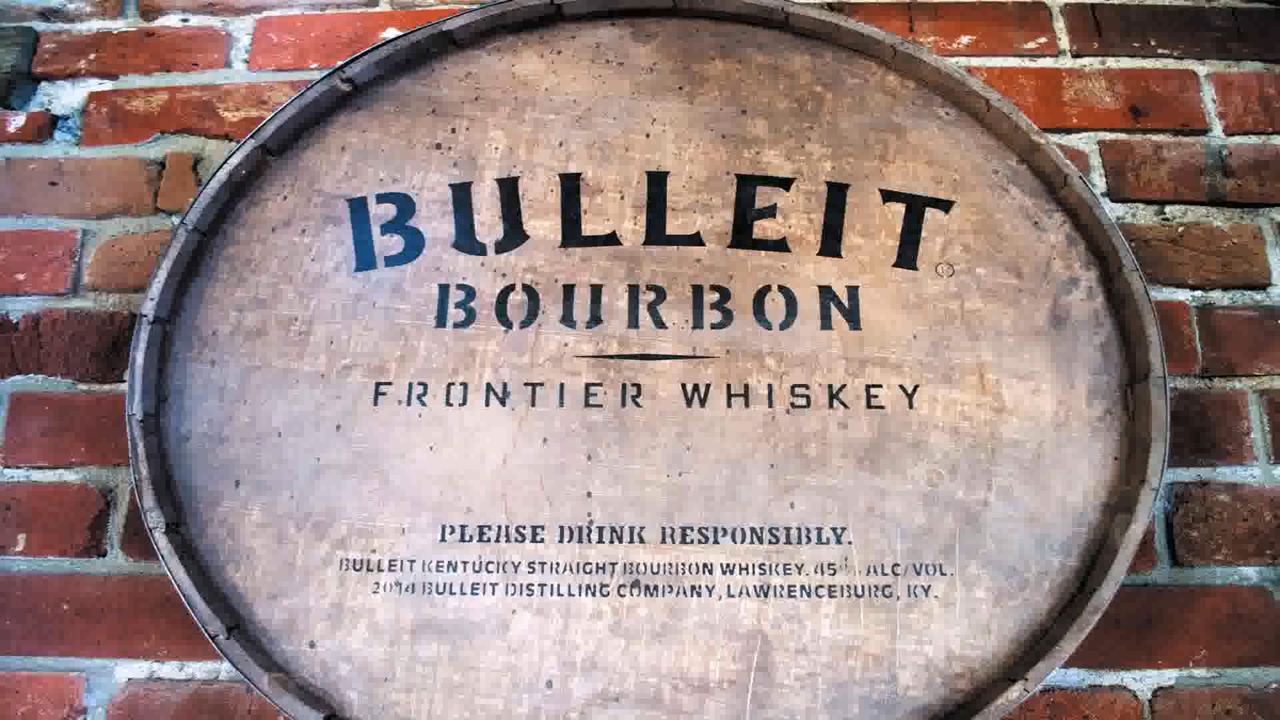 BULLEIT®
BOURBON
FRONTIER WHISKEY
PLEASE DRINK RESPONSIBLY.
BULLEIT KENTUCKY STRAIGHT BOURBON WHISKEY. 45% ALC/VOL.
2014 BULLEIT DISTILLING COMPANY, LAWRENCEBURG, KY.